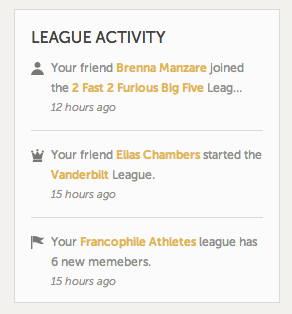 LEAGUE ACTIVITY
Your friend Brenna Manzare joined
the 2 Fast 2 Furious Big Five Leag...
12 hours ago
Your friend Elias Chambers started the
Vanderbilt League.
15 hours ago
Your Francophile Athletes league has
6 new memebers.
15 hours ago